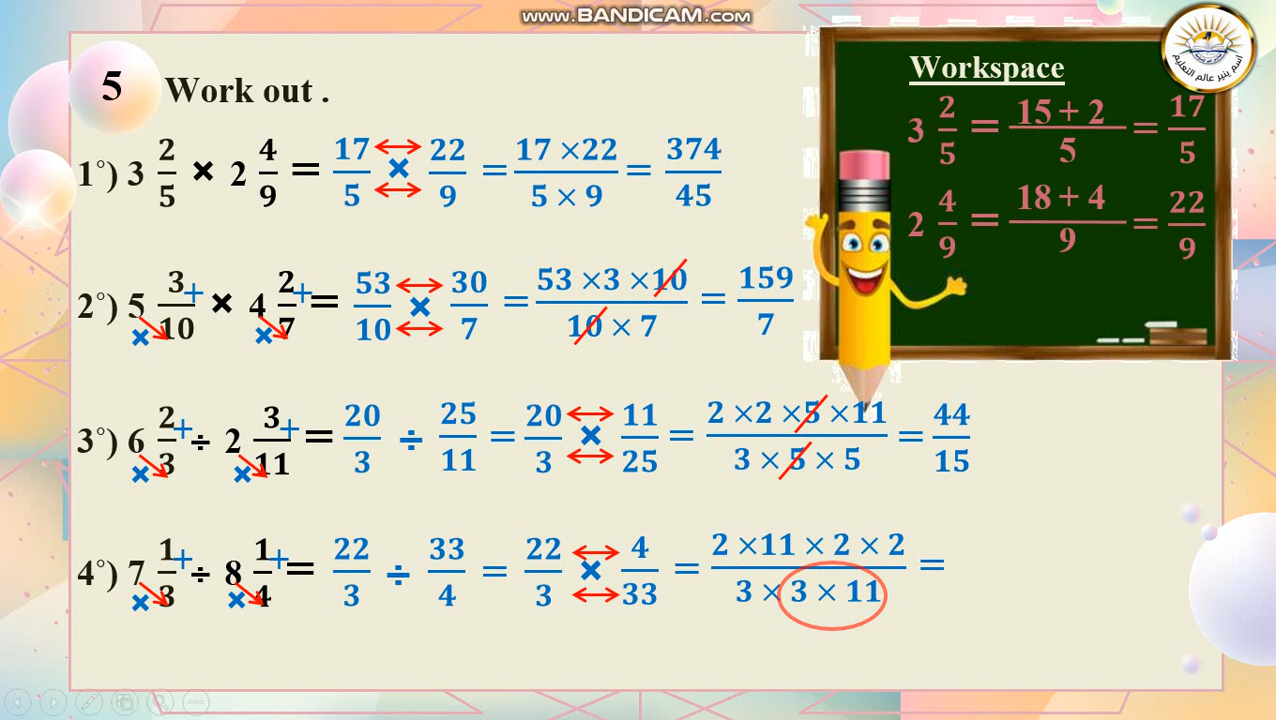 www.BANDICAM.com
5 Work out .
1°) 3 2/5 × 2 4/9 = 17/5 × 22/9 = (17 ×22)/(5 × 9) = 374/45
2°) 5 3/10 × 4 2/7 = 53/10 × 30/7 = (53 ×3 ×10)/(10 × 7) = 159/7
3°) 6 2/3 ÷ 2 3/11 = 20/3 ÷ 25/11 = 20/3 × 11/25 = (2 ×2 ×5 ×11)/(3 × 5 × 5) = 44/15
4°) 7 1/3 ÷ 8 1/4 = 22/3 ÷ 33/4 = 22/3 × 4/33 = (2 ×11 × 2 × 2)/(3 × 3 × 11) =
Workspace
3 2/5 = (15 + 2)/5 = 17/5
2 4/9 = (18 + 4)/9 = 22/9
اسم ينير عالم التعليم